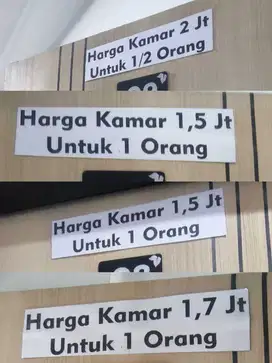 Harga Kamar 2 Jt
Untuk 1/2 Orang
Harga Kamar 1,5 Jt
Untuk 1 Orang
Harga Kamar 1,5 Jt
Untuk 1 Orang
Harga Kamar 1,7 Jt
Untuk 1 Orang